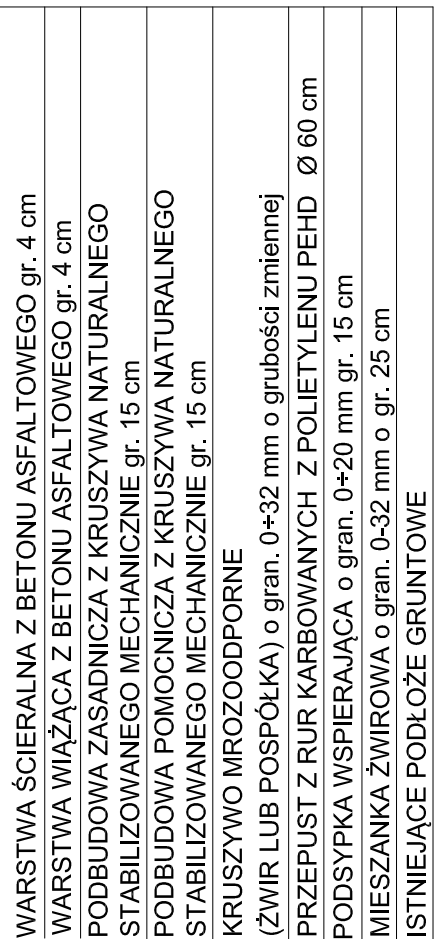 WARSTWA ŚCIERALNA Z BETONU ASFALTOWEGO gr. 4 cm
WARSTWA WIĄŻĄCA Z BETONU ASFALTOWEGO gr. 4 cm
PODBUDOWA ZASADNICZA Z KRUSZYWA NATURALNEGO
STABILIZOWANEGO MECHANICZNIE gr. 15 cm
PODBUDOWA POMOCNICZA Z KRUSZYWA NATURALNEGO
STABILIZOWANEGO MECHANICZNIE gr. 15 cm
KRUSZYWO MROZOODPORNE
(ŻWIR LUB POSPÓŁKA) o gran. 0÷32 mm o grubości zmiennej
PRZEPUST Z RUR KARBOWANYCH Z POLIETYLENU PEHD Ø 60 cm
PODSYPKA WSPIERAJĄCA o gran. 0÷20 mm gr. 15 cm
MIESZANKA ŻWIROWA o gran. 0-32 mm o gr. 25 cm
ISTNIEJĄCE PODŁOŻE GRUNTOWE